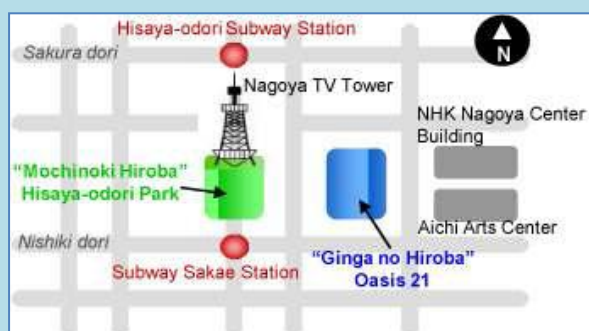 Hisaya-odori Subway Station
Sakura dori
N
Nagoya TV Tower
NHK Nagoya Center
Building
“Mochinoki Hiroba”
Hisaya-odori Park
Aichi Arts Center
Nishiki dori
“Ginga no Hiroba”
Oasis 21
Subway Sakae Station